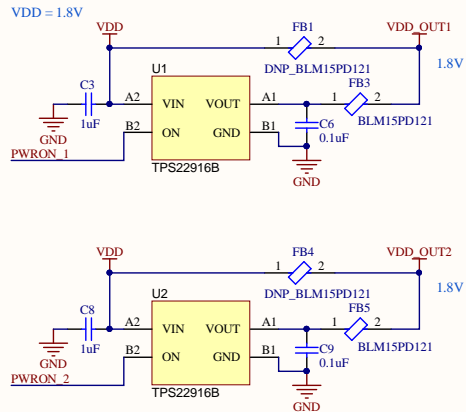 VDD = 1.8V
VDD
FB1
VDD_OUT1
1 2
DNP_BLM15PD121
1.8V
U1
C3
A2 VIN VOUT A1
FB3
1 2
1uF
B2 ON GND B1
C6
BLM15PD121
0.1uF
GND
PWRON_1
TPS22916B
GND
VDD
FB4
VDD_OUT2
1 2
DNP_BLM15PD121
1.8V
U2
C8
A2 VIN VOUT A1
FB5
1 2
1uF
B2 ON GND B1
C9
BLM15PD121
0.1uF
GND
PWRON_2
TPS22916B
GND